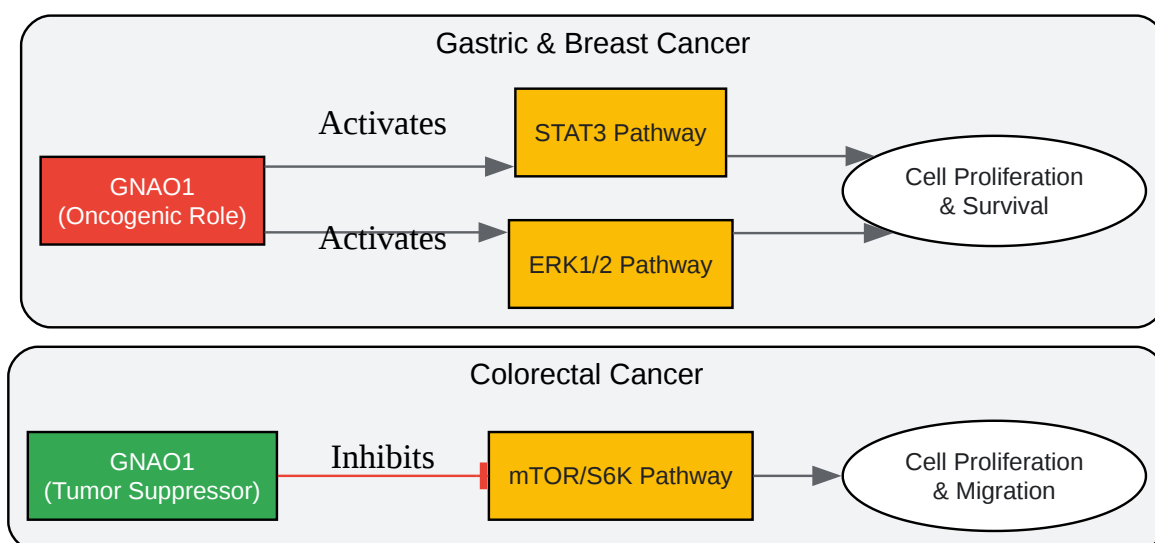 Gastric & Breast Cancer
Activates
STAT3 Pathway
GNAO1
(Oncogenic Role)
Cell Proliferation
& Survival
Activates
ERK1/2 Pathway
Colorectal Cancer
GNAO1
(Tumor Suppressor)
Inhibits
mTOR/S6K Pathway
Cell Proliferation
& Migration